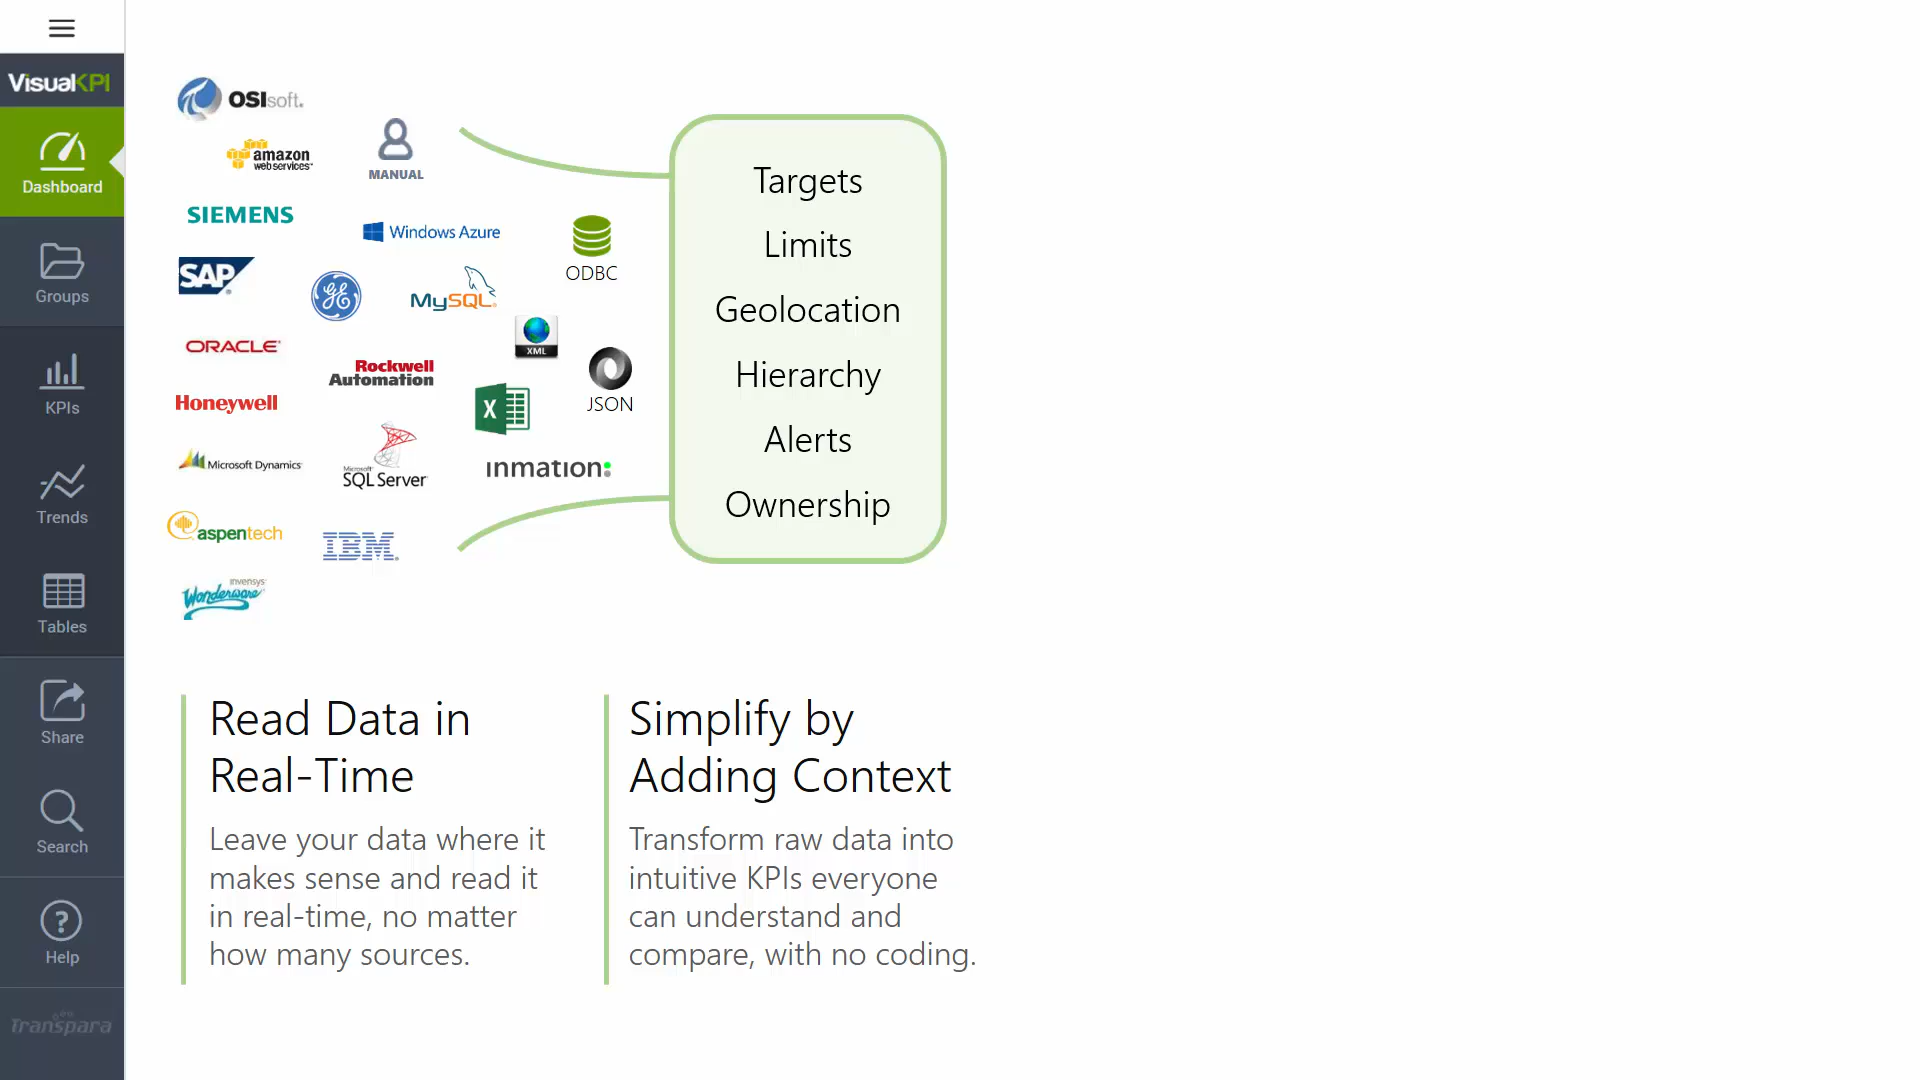 VisualKPI
Dashboard
Groups
KPIs
Trends
Tables
Share
Search
Help
Transpara
OSIsoft.
amazon
webservices™
MANUAL
SIEMENS
Windows Azure
ODBC
SAP
GE
MySQL
XML
ORACLE
Rockwell
Automation
JSON
Honeywell
X
Microsoft Dynamics
Microsoft
SQL Server
inmation:
aspentech
IBM
invensys
Wonderware
Targets
Limits
Geolocation
Hierarchy
Alerts
Ownership
Read Data in
Real-Time
Leave your data where it
makes sense and read it
in real-time, no matter
how many sources.
Simplify by
Adding Context
Transform raw data into
intuitive KPIs everyone
can understand and
compare, with no coding.